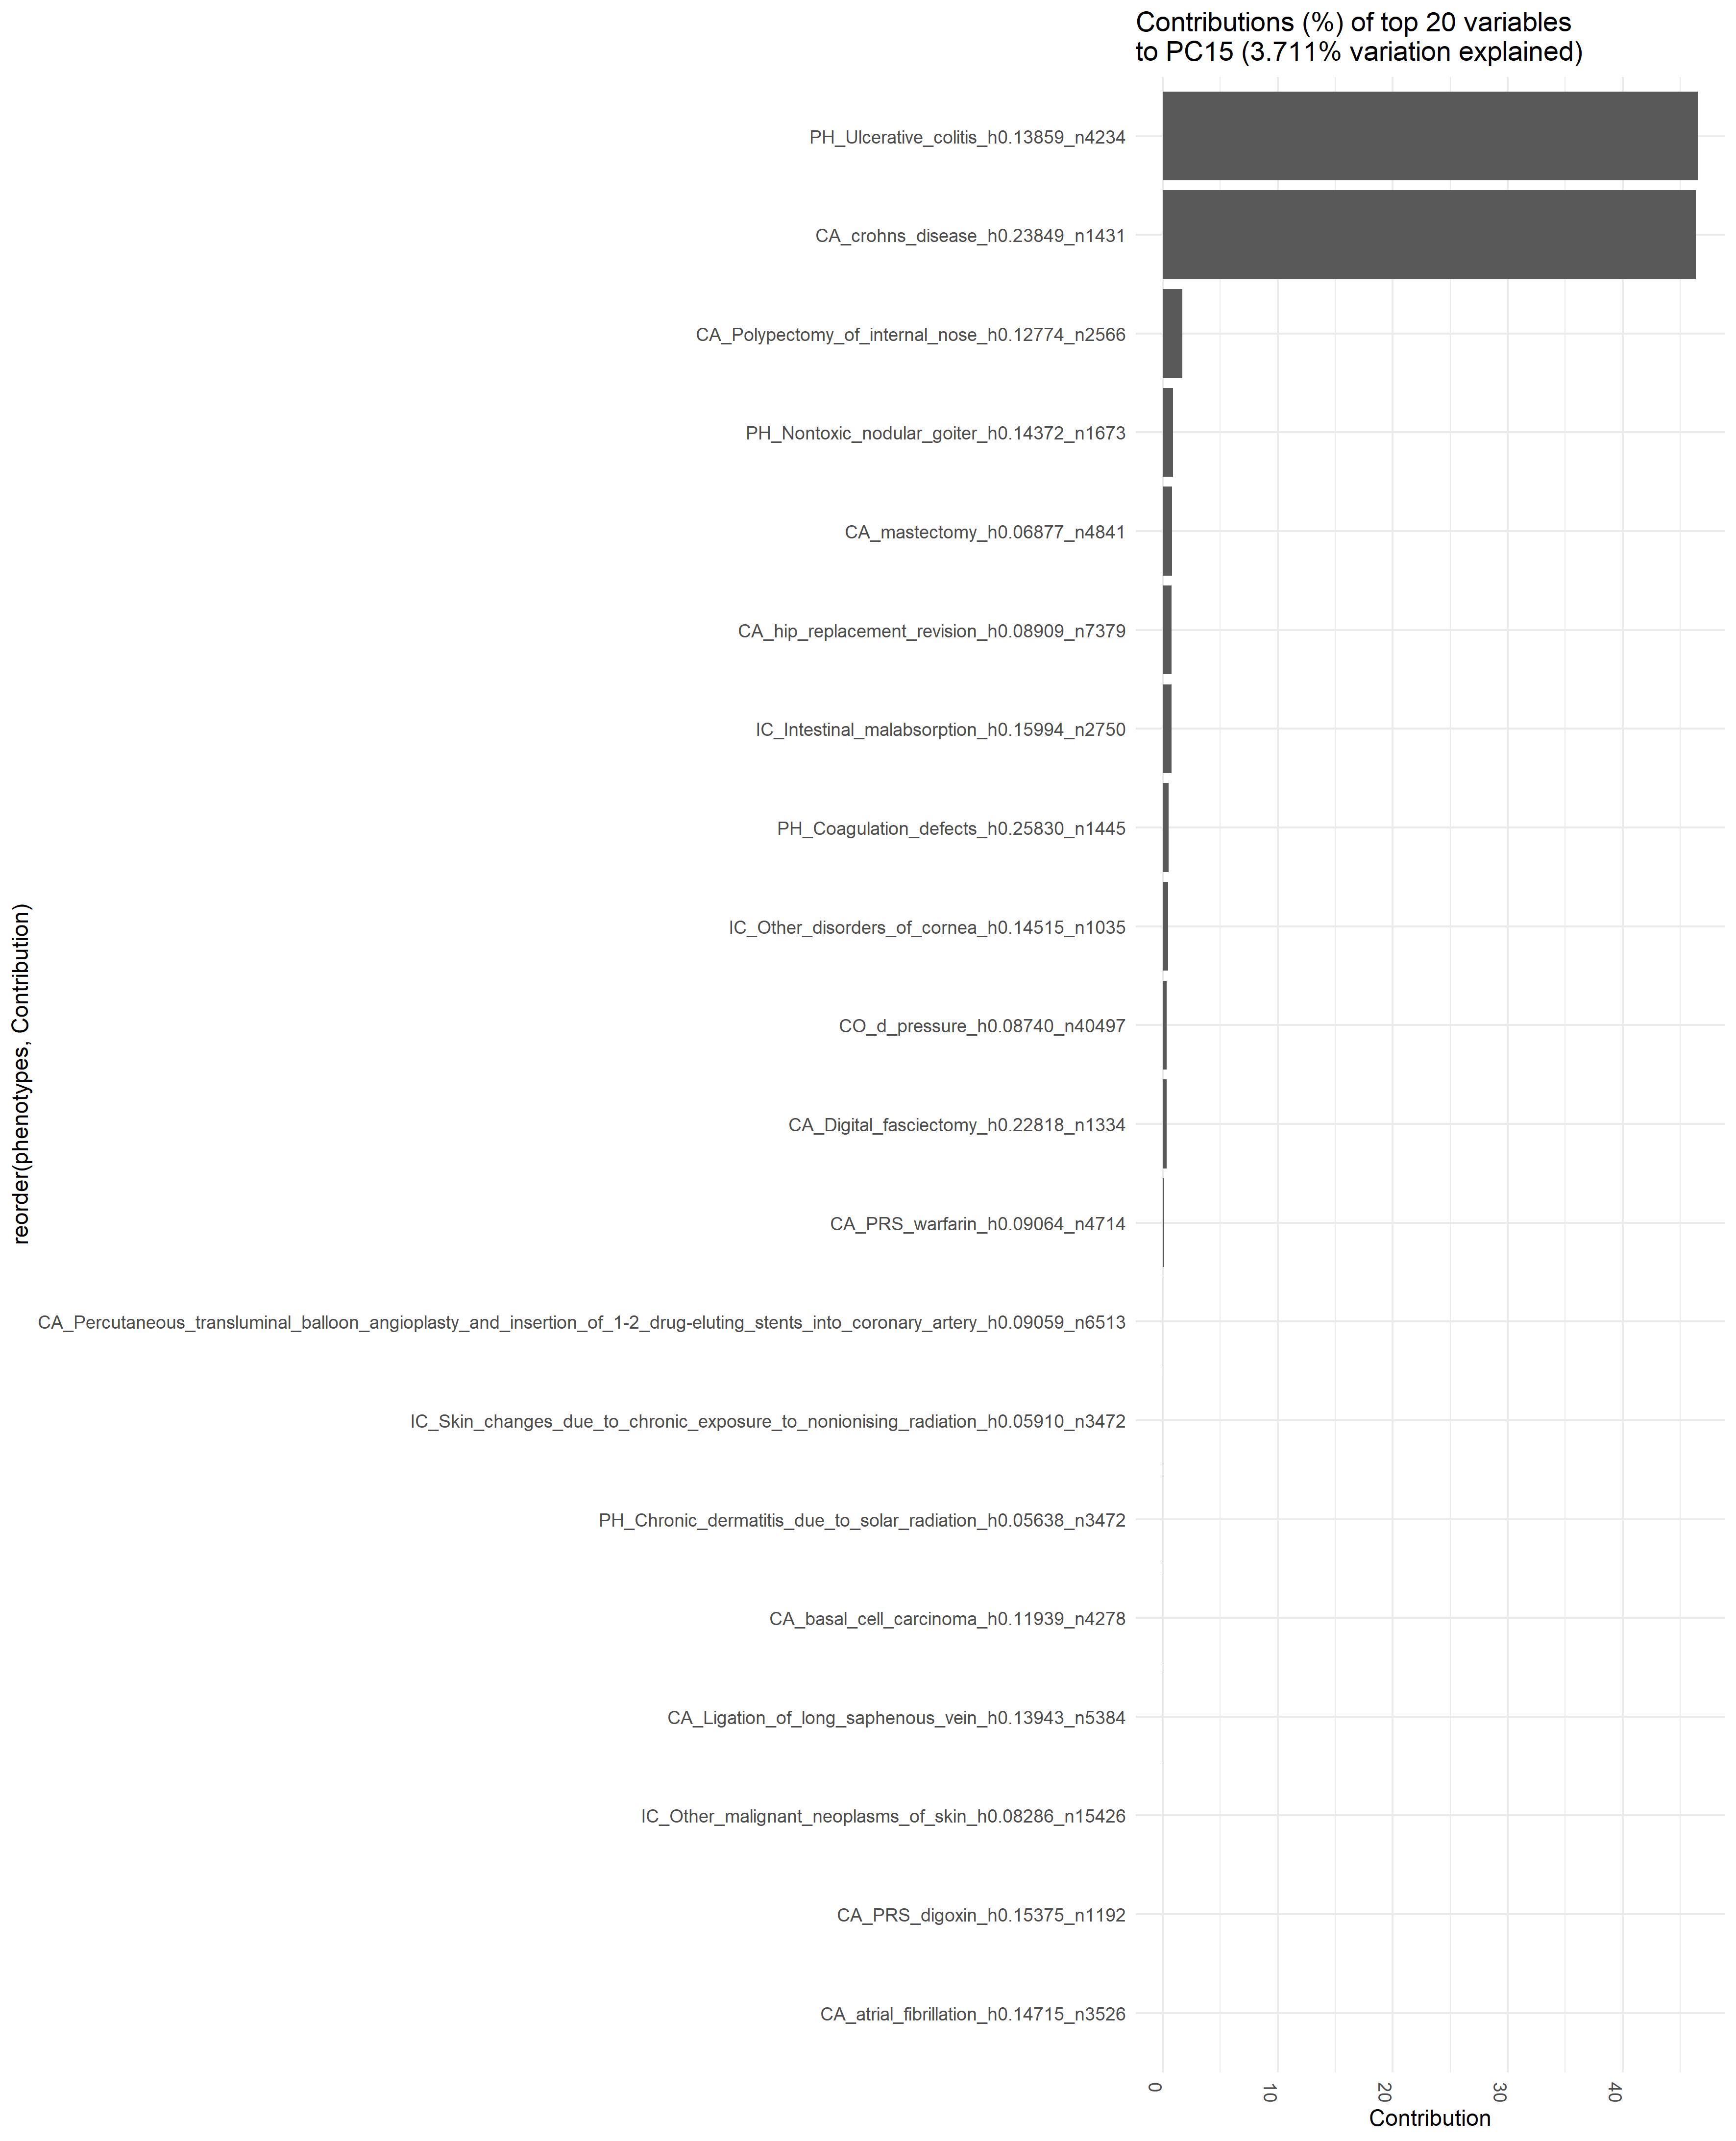 Contributions (%) of top 20 variables
to PC15 (3.711% variation explained)
PH_Ulcerative_colitis_h0.13859_n4234
CA_crohns_disease_h0.23849_n1431
CA_Polypectomy_of_internal_nose_h0.12774_n2566
PH_Nontoxic_nodular_goiter_h0.14372_n1673
CA_mastectomy_h0.06877_n4841
CA_hip_replacement_revision_h0.08909_n7379
IC_Intestinal_malabsorption_h0.15994_n2750
PH_Coagulation_defects_h0.25830_n1445
IC_Other_disorders_of_cornea_h0.14515_n1035
CO_d_pressure_h0.08740_n40497
CA_Digital_fasciectomy_h0.22818_n1334
CA_PRS_warfarin_h0.09064_n4714
CA_Percutaneous_transluminal_balloon_angioplasty_and_insertion_of_1-2_drug-eluting_stents_into_coronary_artery_h0.09059_n6513
IC_Skin_changes_due_to_chronic_exposure_to_nonionising_radiation_h0.05910_n3472
PH_Chronic_dermatitis_due_to_solar_radiation_h0.05638_n3472
CA_basal_cell_carcinoma_h0.11939_n4278
CA_Ligation_of_long_saphenous_vein_h0.13943_n5384
IC_Other_malignant_neoplasms_of_skin_h0.08286_n15426
CA_PRS_digoxin_h0.15375_n1192
CA_atrial_fibrillation_h0.14715_n3526
reorder(phenotypes, Contribution)
0
10
20
30
40
Contribution